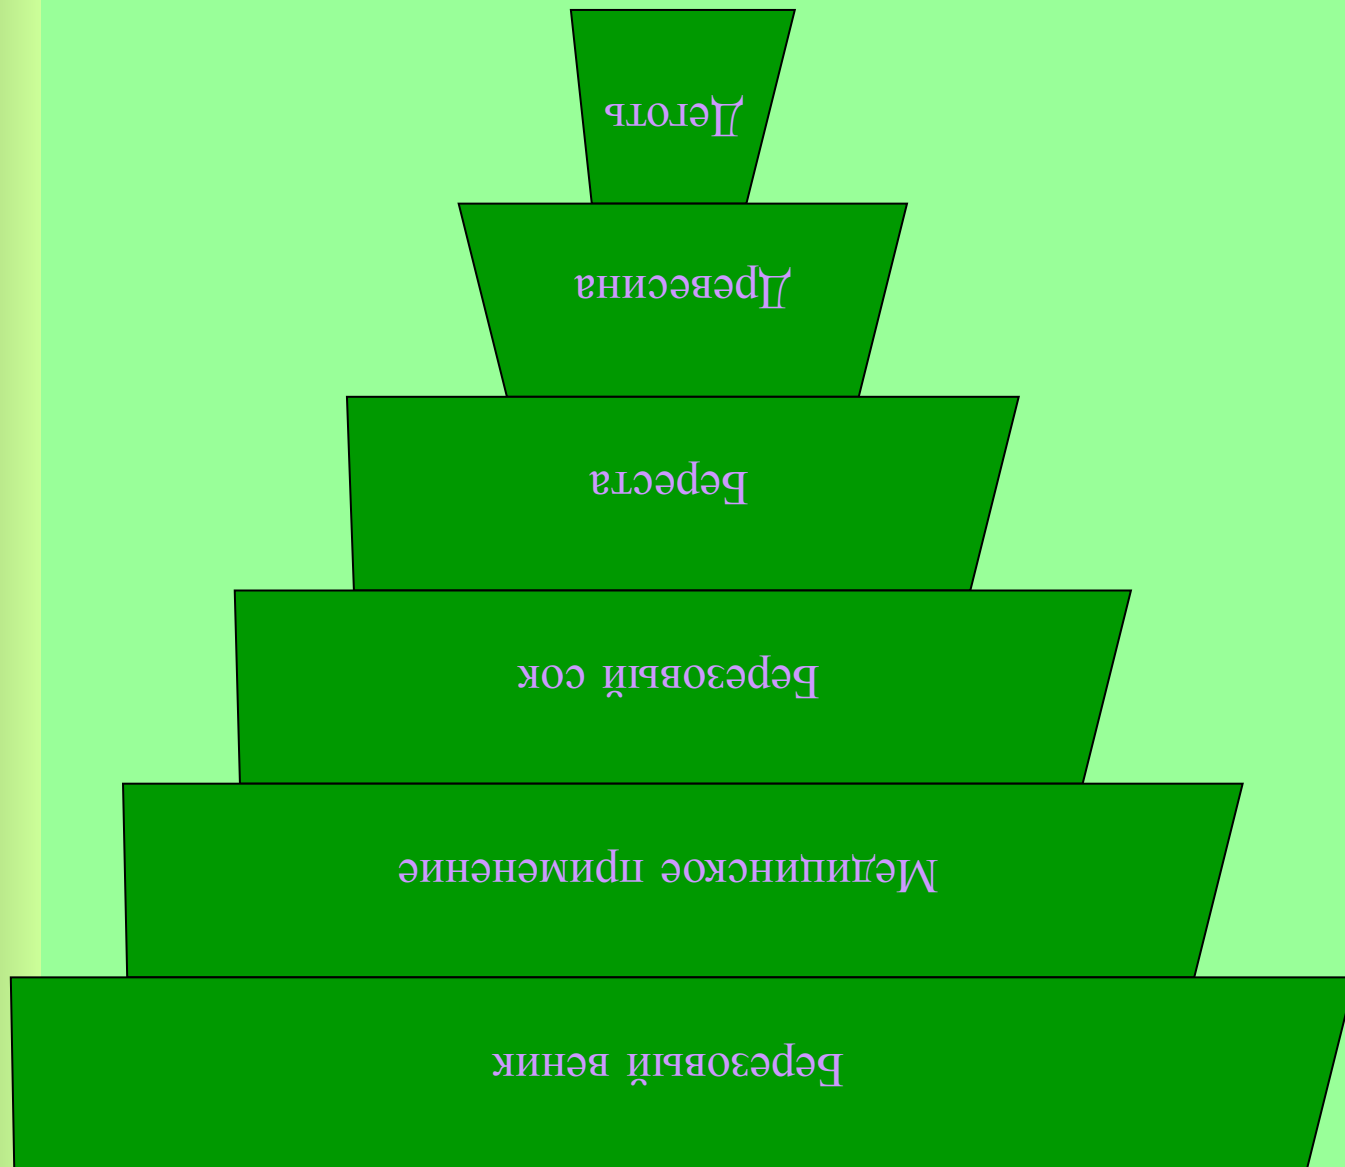 Деготь
Древесина
Береста
Березовый сок
Медицинское применение
Березовый веник